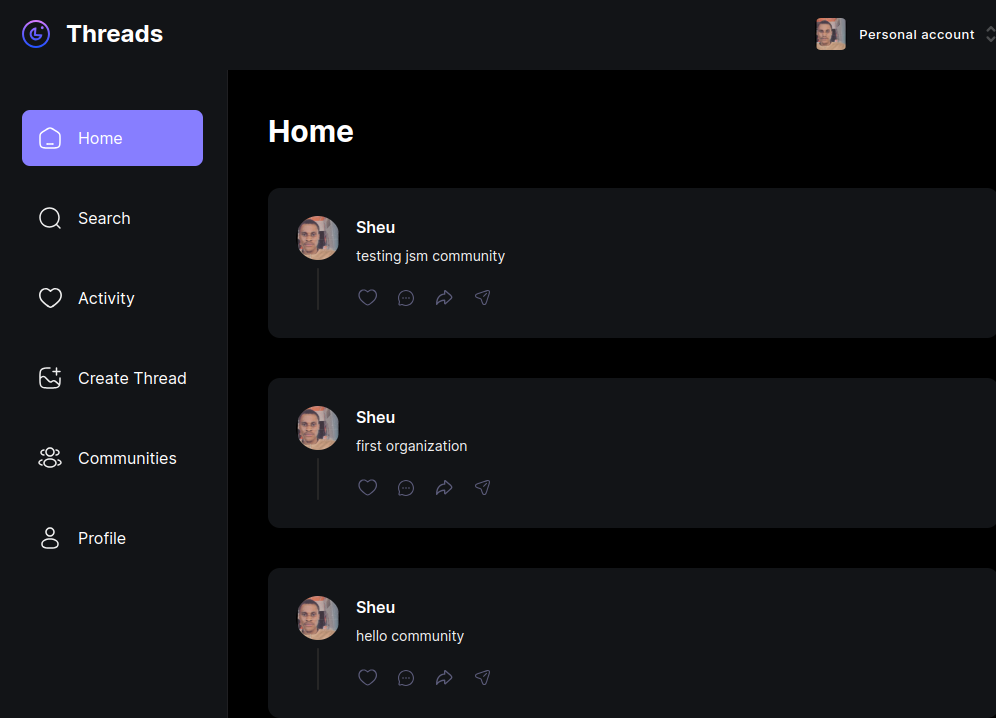 Threads
Personal account
Home
Search
Activity
Create Thread
Communities
Profile
Home
Sheu
testing jsm community
Sheu
first organization
Sheu
hello community